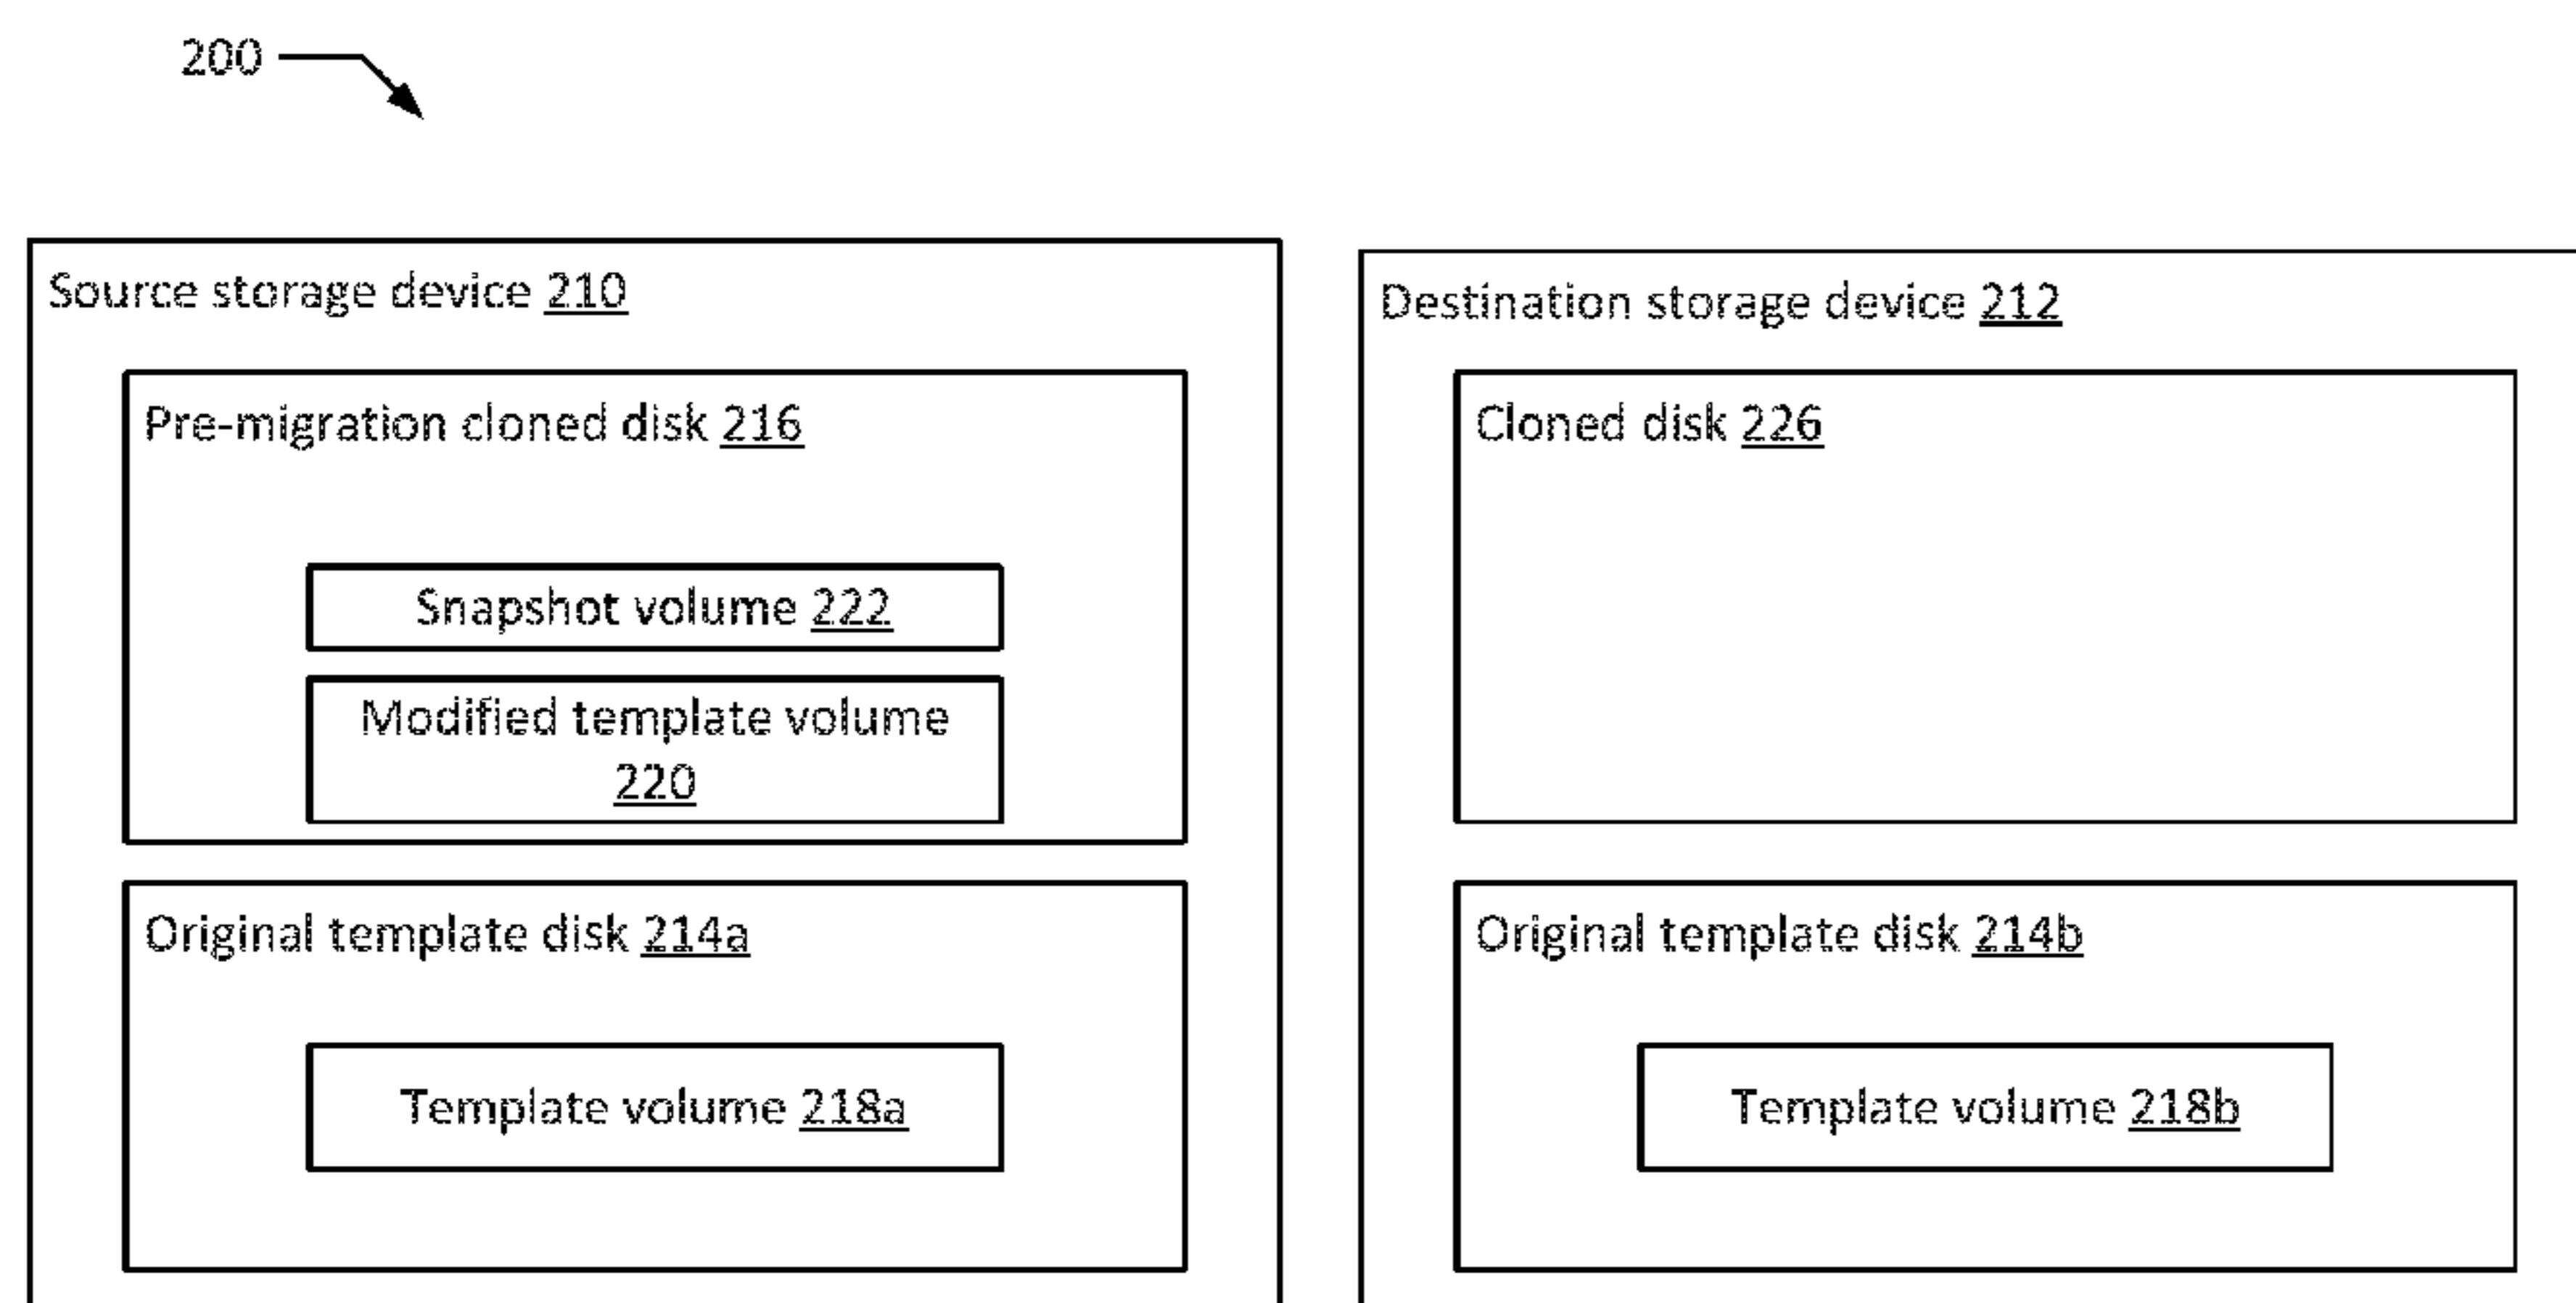 200
Source storage device 210
Pre-migration cloned disk 216
Snapshot volume 222
Modified template volume
220
Original template disk 214a
Template volume 218a
Destination storage device 212
Cloned disk 226
Original template disk 214b
Template volume 218b